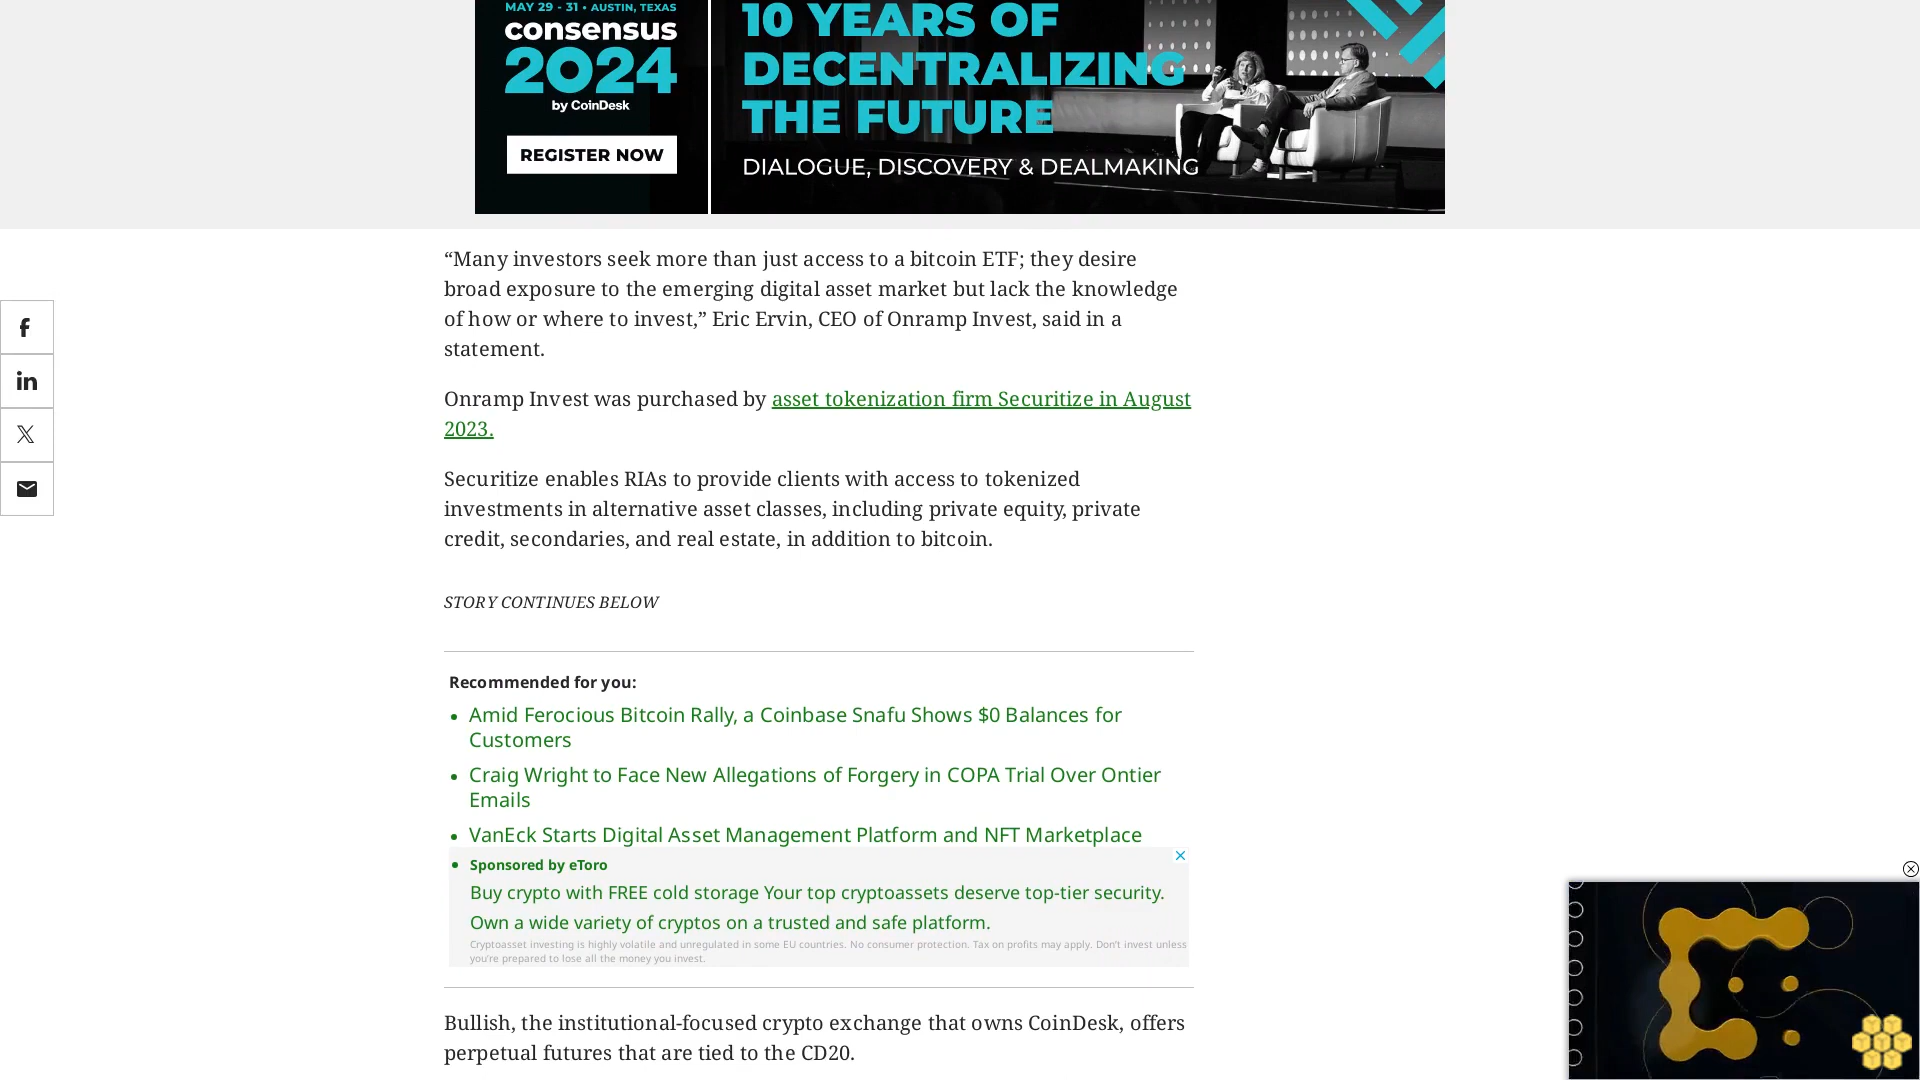 MAY 29 - 31 • AUSTIN, TEXAS
consensus
2024
by CoinDesk
REGISTER NOW
10 YEARS OF
DECENTRALIZING
THE FUTURE
DIALOGUE, DISCOVERY & DEALMAKING
“Many investors seek more than just access to a bitcoin ETF; they desire
broad exposure to the emerging digital asset market but lack the knowledge
of how or where to invest,” Eric Ervin, CEO of Onramp Invest, said in a
statement.
Onramp Invest was purchased by asset tokenization firm Securitize in August
2023.
Securitize enables RIAs to provide clients with access to tokenized
investments in alternative asset classes, including private equity, private
credit, secondaries, and real estate, in addition to bitcoin.
STORY CONTINUES BELOW
Recommended for you:
• Amid Ferocious Bitcoin Rally, a Coinbase Snafu Shows $0 Balances for
Customers
• Craig Wright to Face New Allegations of Forgery in COPA Trial Over Ontier
Emails
• VanEck Starts Digital Asset Management Platform and NFT Marketplace
• Sponsored by eToro
Buy crypto with FREE cold storage Your top cryptoassets deserve top-tier security.
Own a wide variety of cryptos on a trusted and safe platform.
Cryptoasset investing is highly volatile and unregulated in some EU countries. No consumer protection. Tax on profits may apply. Don’t invest unless
you’re prepared to lose all the money you invest.
Bullish, the institutional-focused crypto exchange that owns CoinDesk, offers
perpetual futures that are tied to the CD20.